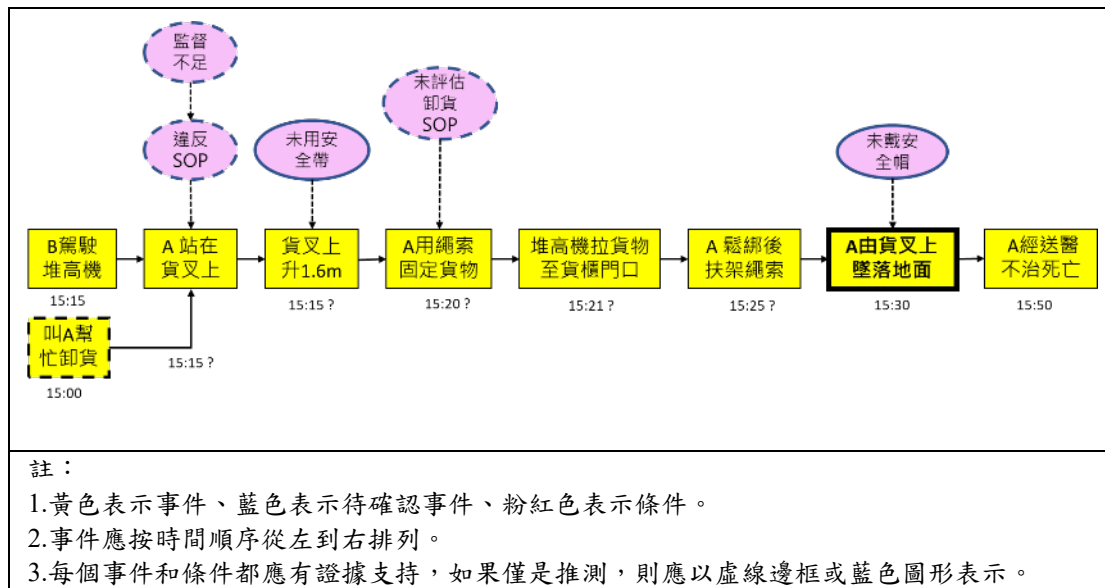 監督
不足
違反
SOP
未用安
全帶
未評估
卸貨
SOP
未戴安
全帽
B駕駛
堆高機
15:15
A 站在
貨叉上
15:15 ?
貨叉上
升1.6m
15:15 ?
A用繩索
固定貨物
15:20 ?
堆高機拉貨物
至貨櫃門口
15:21 ?
A 鬆綁後
扶架繩索
15:25 ?
A由貨叉上
墜落地面
15:30
A經送醫
不治死亡
15:50
叫A幫
忙卸貨
15:00
註：
1.黃色表示事件、藍色表示待確認事件、粉紅色表示條件。
2.事件應按時間順序從左到右排列。
3.每個事件和條件都應有證據支持，如果僅是推測，則應以虛線邊框或藍色圖形表示。